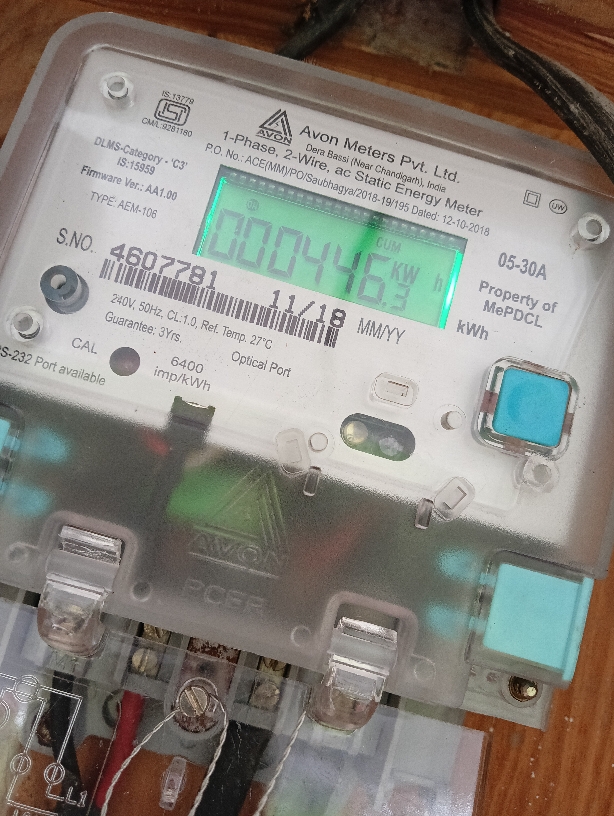 IS:13779
CM/L:9281180
AVON
Avon Meters Pvt. Ltd.
Dera Bassi (Near Chandigarh), India
1-Phase, 2-Wire, ac Static Energy Meter
P.O. No.: ACE(MM)/PO/Saubhagya/2018-19/195 Dated: 12-10-2018
DLMS-Category - 'C3'
IS:15959
Firmware Ver.: AA1.00
TYPE: AEM-106
UW
CUM
000446.3 KW h
05-30A
Property of
MePDCL
kWh
S.NO.
4607781 11/18 MM/YY
240V, 50Hz, CL:1.0, Ref. Temp. 27°C
Guarantee: 3Yrs.
CAL
6400
imp/kWh
Optical Port
RS-232 Port available
AVON
L1